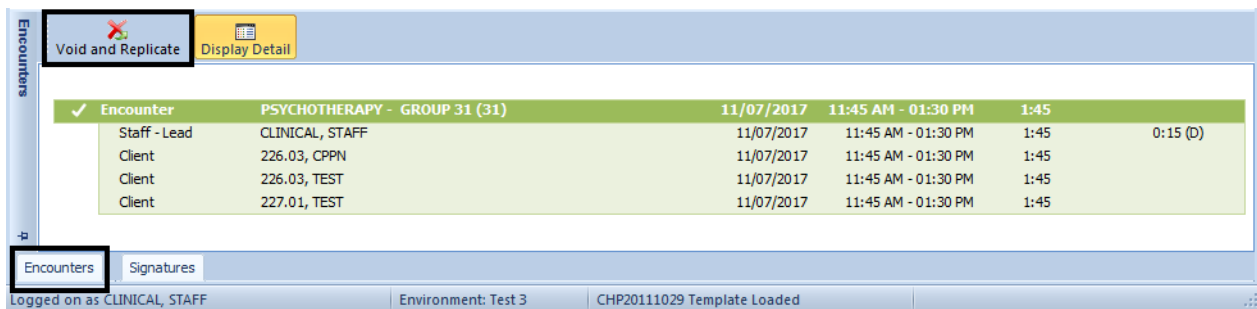 Encounters
Void and Replicate Display Detail
Encounter PSYCHOTHERAPY - GROUP 31 (31) 11/07/2017 11:45 AM - 01:30 PM 1:45
Staff - Lead CLINICAL, STAFF 11/07/2017 11:45 AM - 01:30 PM 1:45 0:15 (D)
Client 226.03, CPPN 11/07/2017 11:45 AM - 01:30 PM 1:45
Client 226.03, TEST 11/07/2017 11:45 AM - 01:30 PM 1:45
Client 227.01, TEST 11/07/2017 11:45 AM - 01:30 PM 1:45
Encounters Signatures
Logged on as CLINICAL, STAFF Environment: Test 3 CHP20111029 Template Loaded